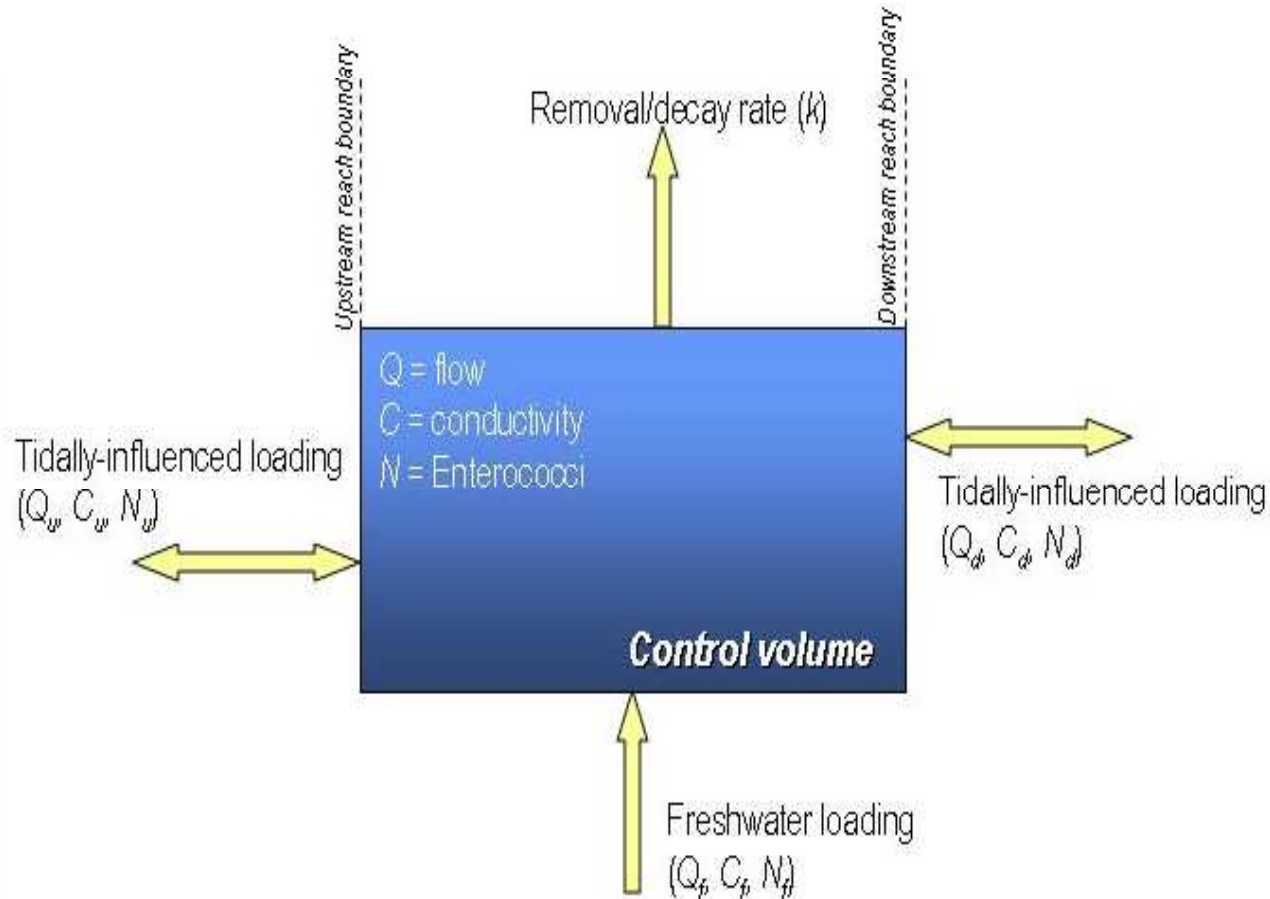 Upstream reach boundary
Removal/decay rate (k)
Downstream reach boundary
Q = flow
C = conductivity
N = Enterococci
Tidally-influenced loading
(Qu, Cu, Nu)
Tidally-influenced loading
(Qd, Cd, Nd)
Control volume
Freshwater loading
(Qf, Cf, Nf)